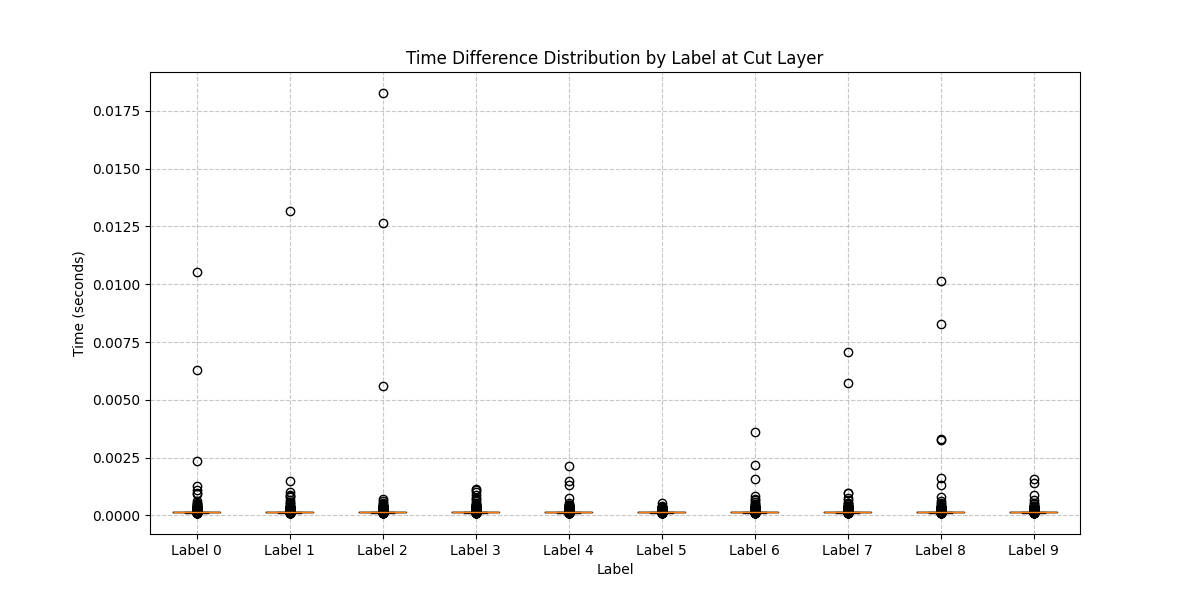 Time Difference Distribution by Label at Cut Layer
0.0175
0.0150
0.0125
0.0100
0.0075
0.0050
0.0025
0.0000
Time (seconds)
Label 0 Label 1 Label 2 Label 3 Label 4 Label 5 Label 6 Label 7 Label 8 Label 9
Label